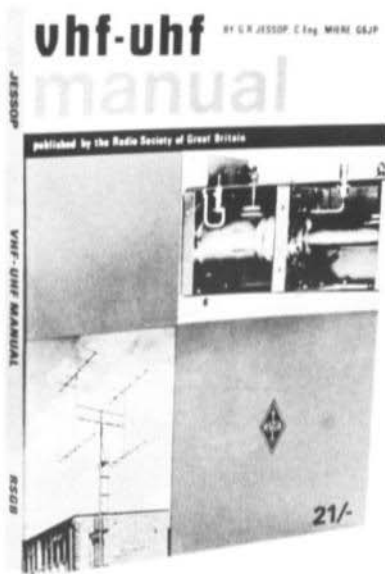 vhf-uhf
BY G R JESSOP, C Eng, MIERE, G6JP
manual
published by the Radio Society of Great Britain
21/-
JESSOP
VHF-UHF MANUAL
RSGB